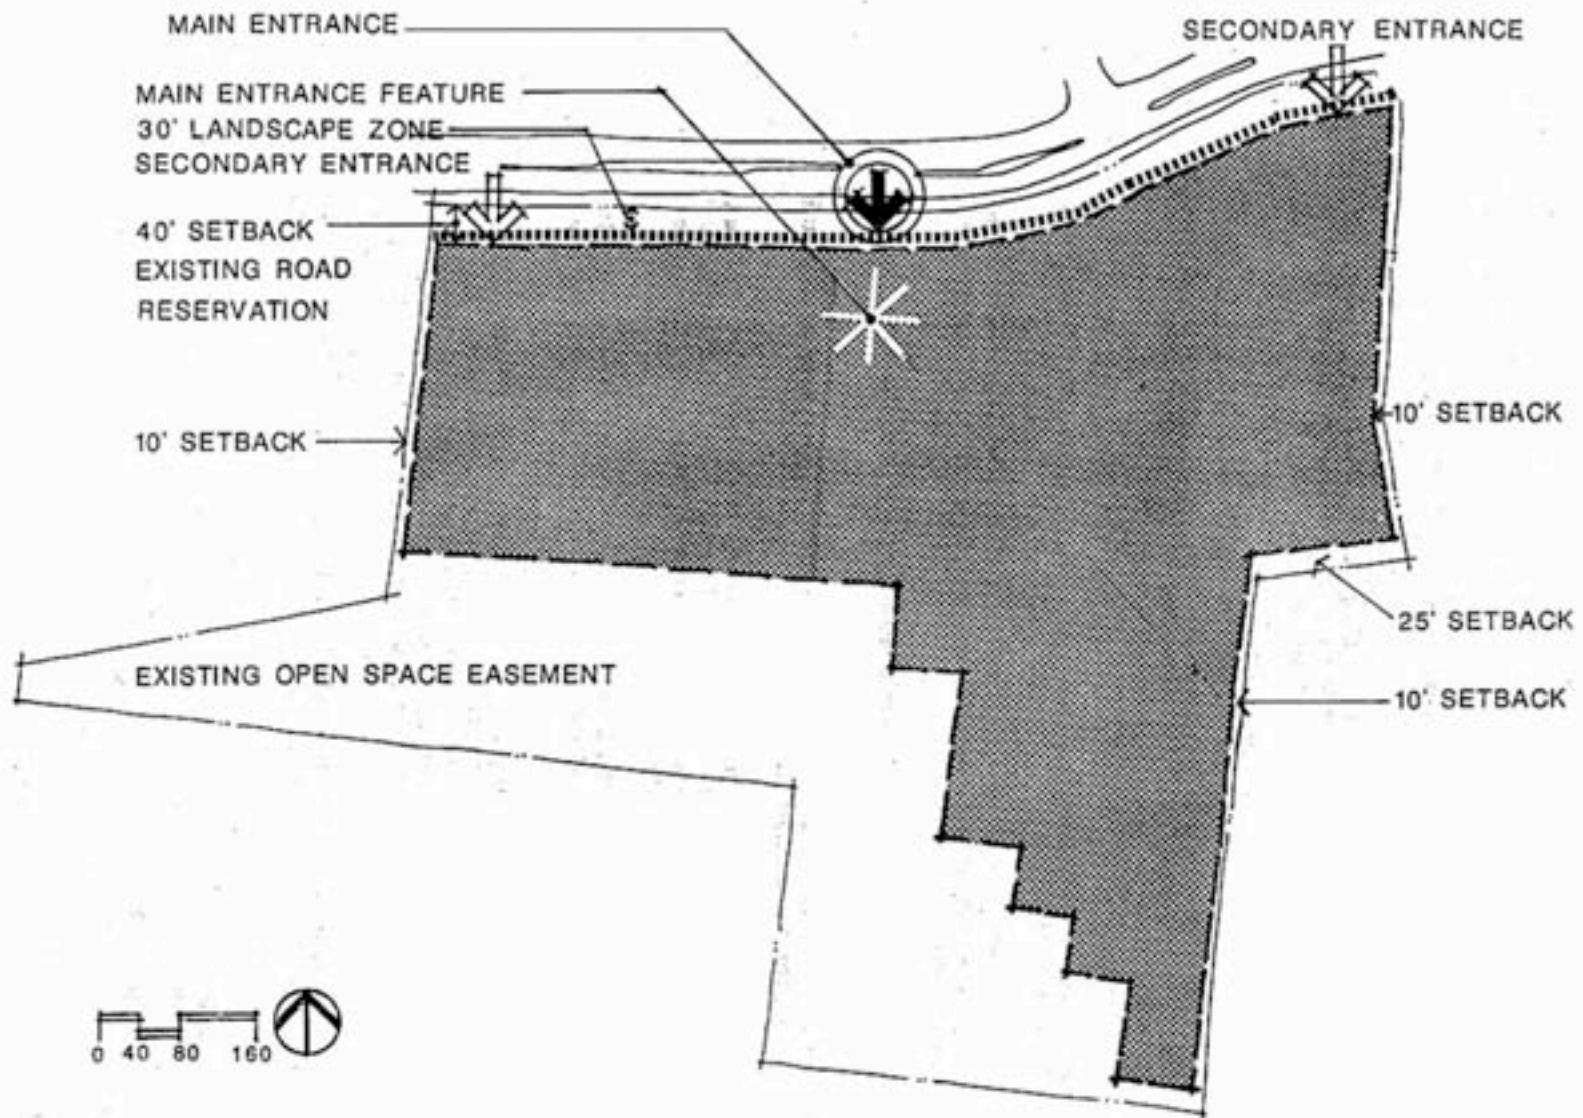 MAIN ENTRANCE
SECONDARY ENTRANCE
MAIN ENTRANCE FEATURE
30' LANDSCAPE ZONE
SECONDARY ENTRANCE
40' SETBACK
EXISTING ROAD
RESERVATION
10' SETBACK
10' SETBACK
25' SETBACK
EXISTING OPEN SPACE EASEMENT
10' SETBACK
0 40 80 160